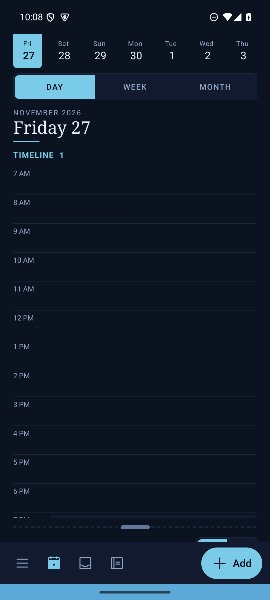 10:08
Fri Sat Sun Mon Tue Wed Thu
27 28 29 30 1 2 3
DAY WEEK MONTH
NOVEMBER 2026
Friday 27
TIMELINE 1
7 AM
8 AM
9 AM
10 AM
11 AM
12 PM
1 PM
2 PM
3 PM
4 PM
5 PM
6 PM
Add